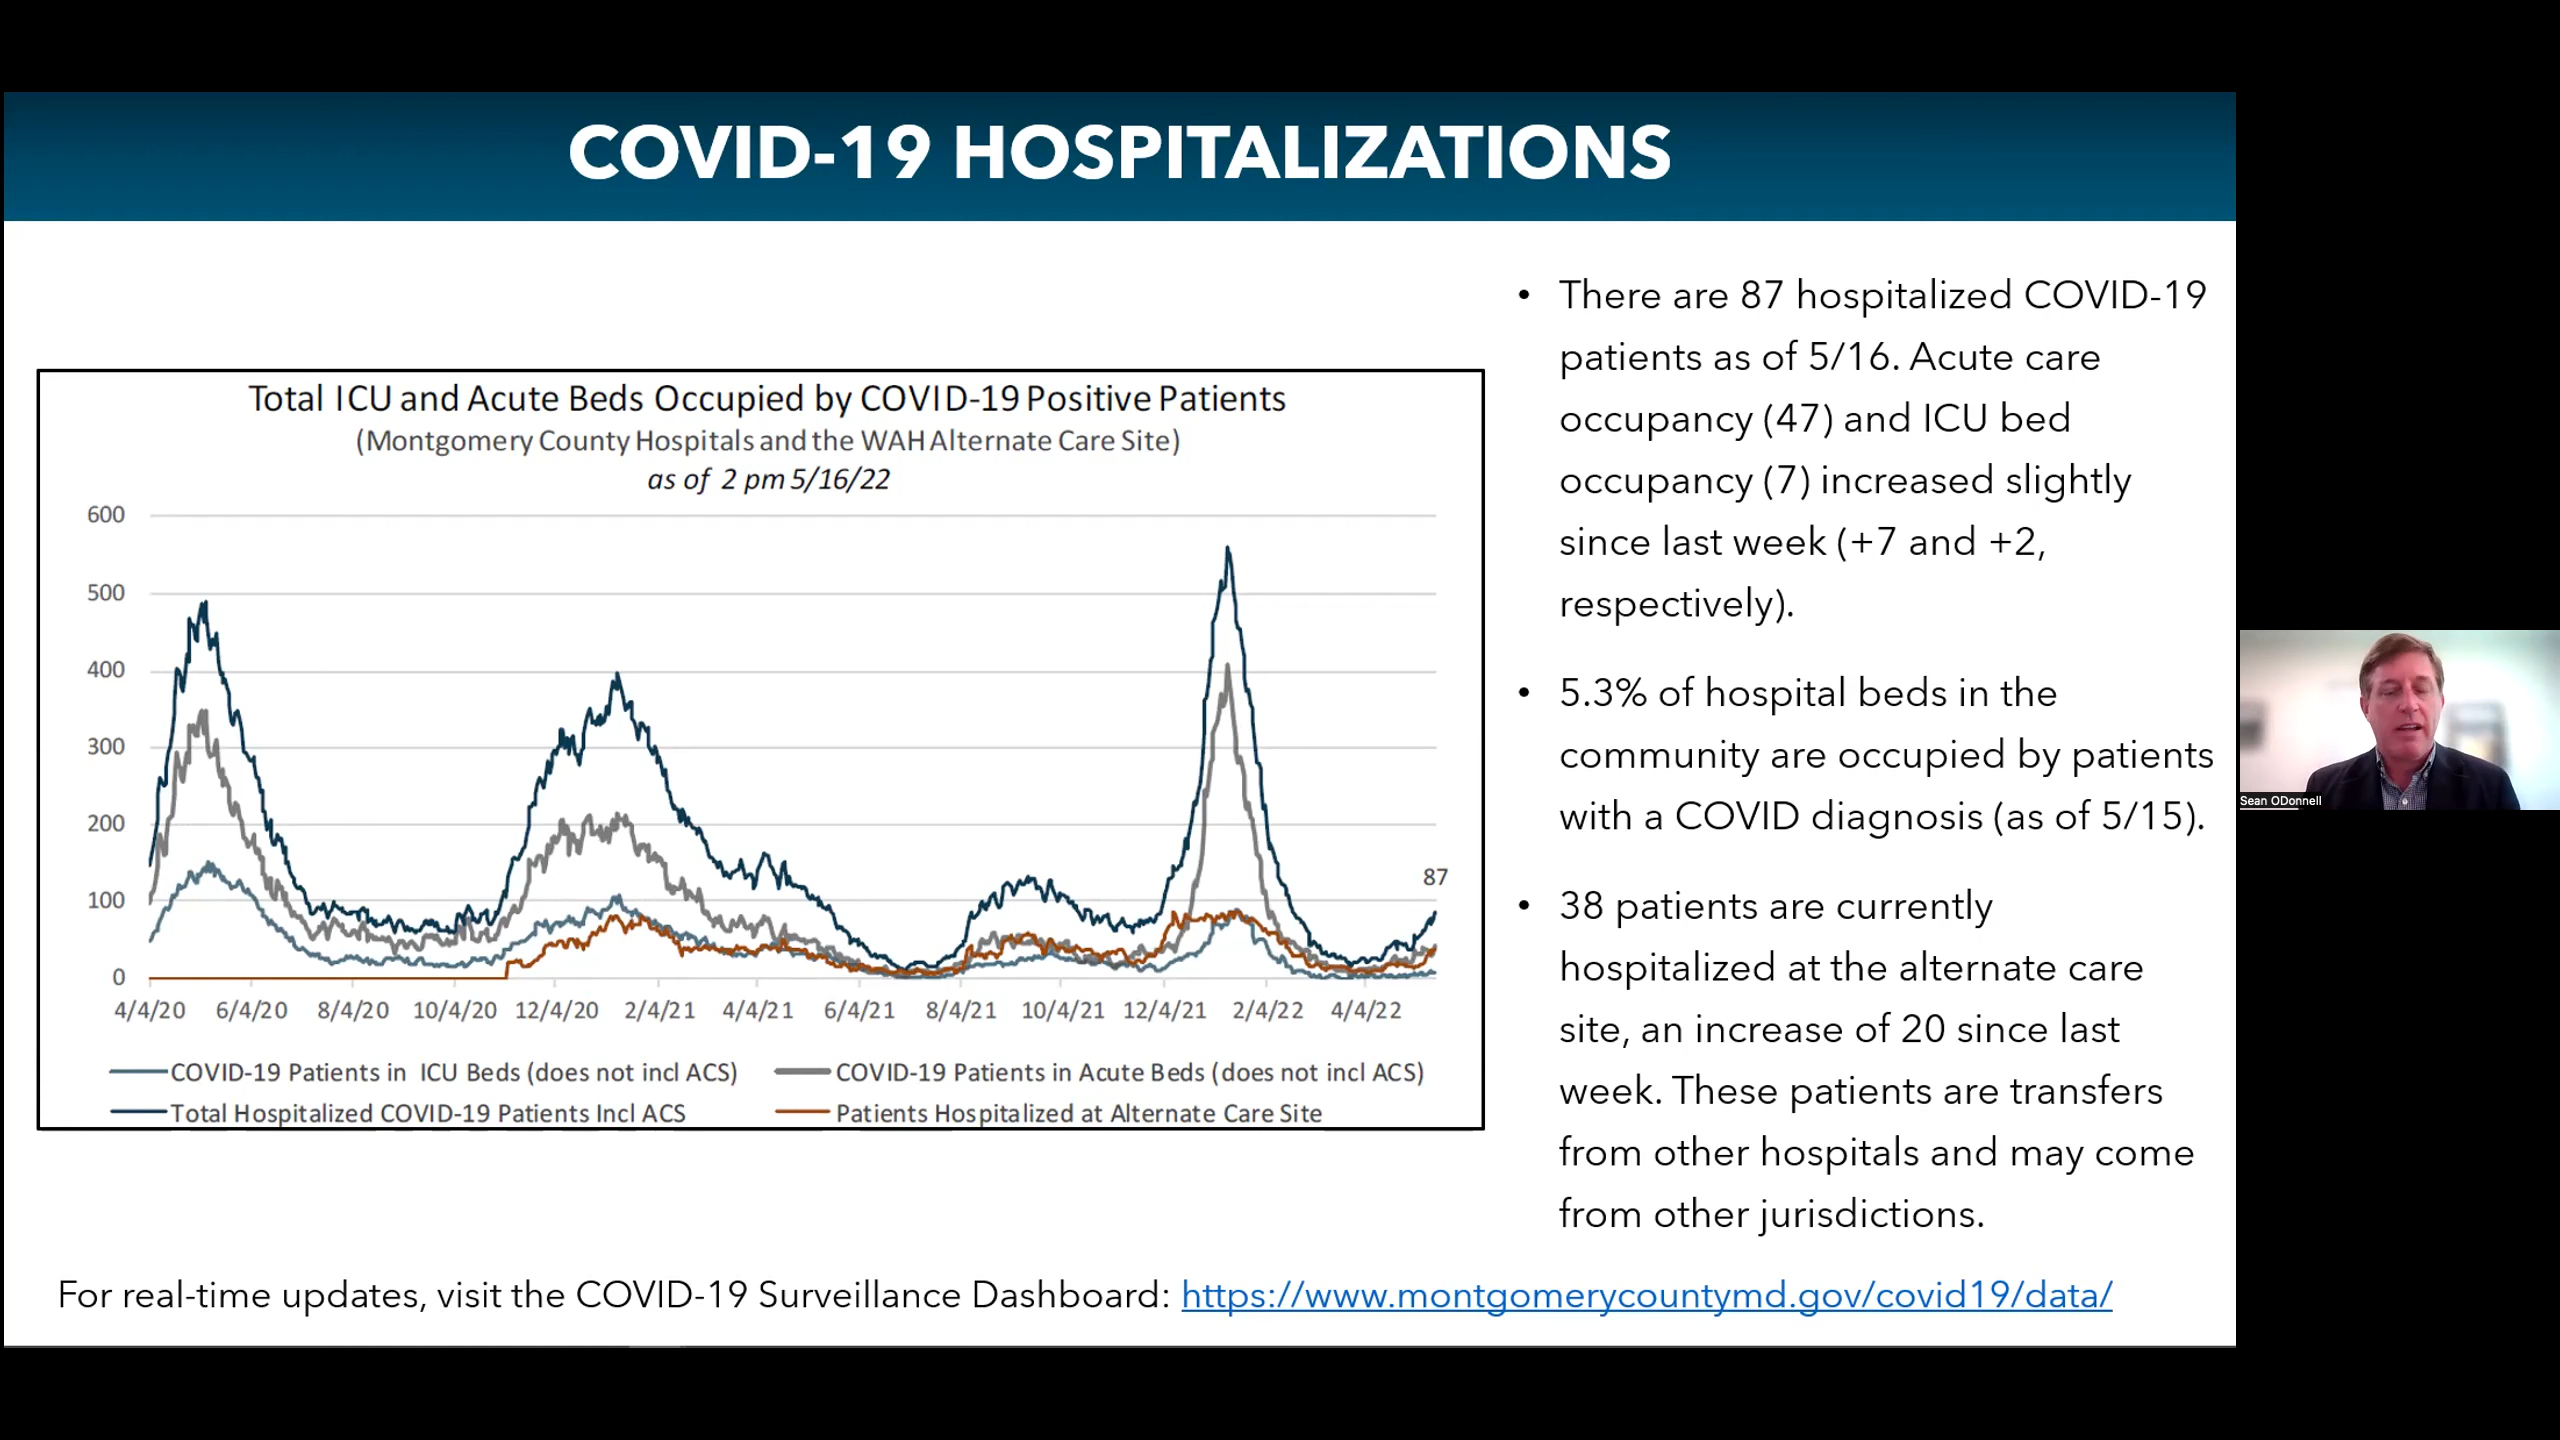 COVID-19 HOSPITALIZATIONS
Total ICU and Acute Beds Occupied by COVID-19 Positive Patients
(Montgomery County Hospitals and the WAH Alternate Care Site)
as of 2 pm 5/16/22
600
500
400
300
200
100
0
87
4/4/20 6/4/20 8/4/20 10/4/20 12/4/20 2/4/21 4/4/21 6/4/21 8/4/21 10/4/21 12/4/21 2/4/22 4/4/22
COVID-19 Patients in ICU Beds (does not incl ACS) COVID-19 Patients in Acute Beds (does not incl ACS)
Total Hospitalized COVID-19 Patients Incl ACS Patients Hospitalized at Alternate Care Site
• There are 87 hospitalized COVID-19
patients as of 5/16. Acute care
occupancy (47) and ICU bed
occupancy (7) increased slightly
since last week (+7 and +2,
respectively).
• 5.3% of hospital beds in the
community are occupied by patients
with a COVID diagnosis (as of 5/15).
• 38 patients are currently
hospitalized at the alternate care
site, an increase of 20 since last
week. These patients are transfers
from other hospitals and may come
from other jurisdictions.
For real-time updates, visit the COVID-19 Surveillance Dashboard: https://www.montgomerycountymd.gov/covid19/data/
Sean ODonnell